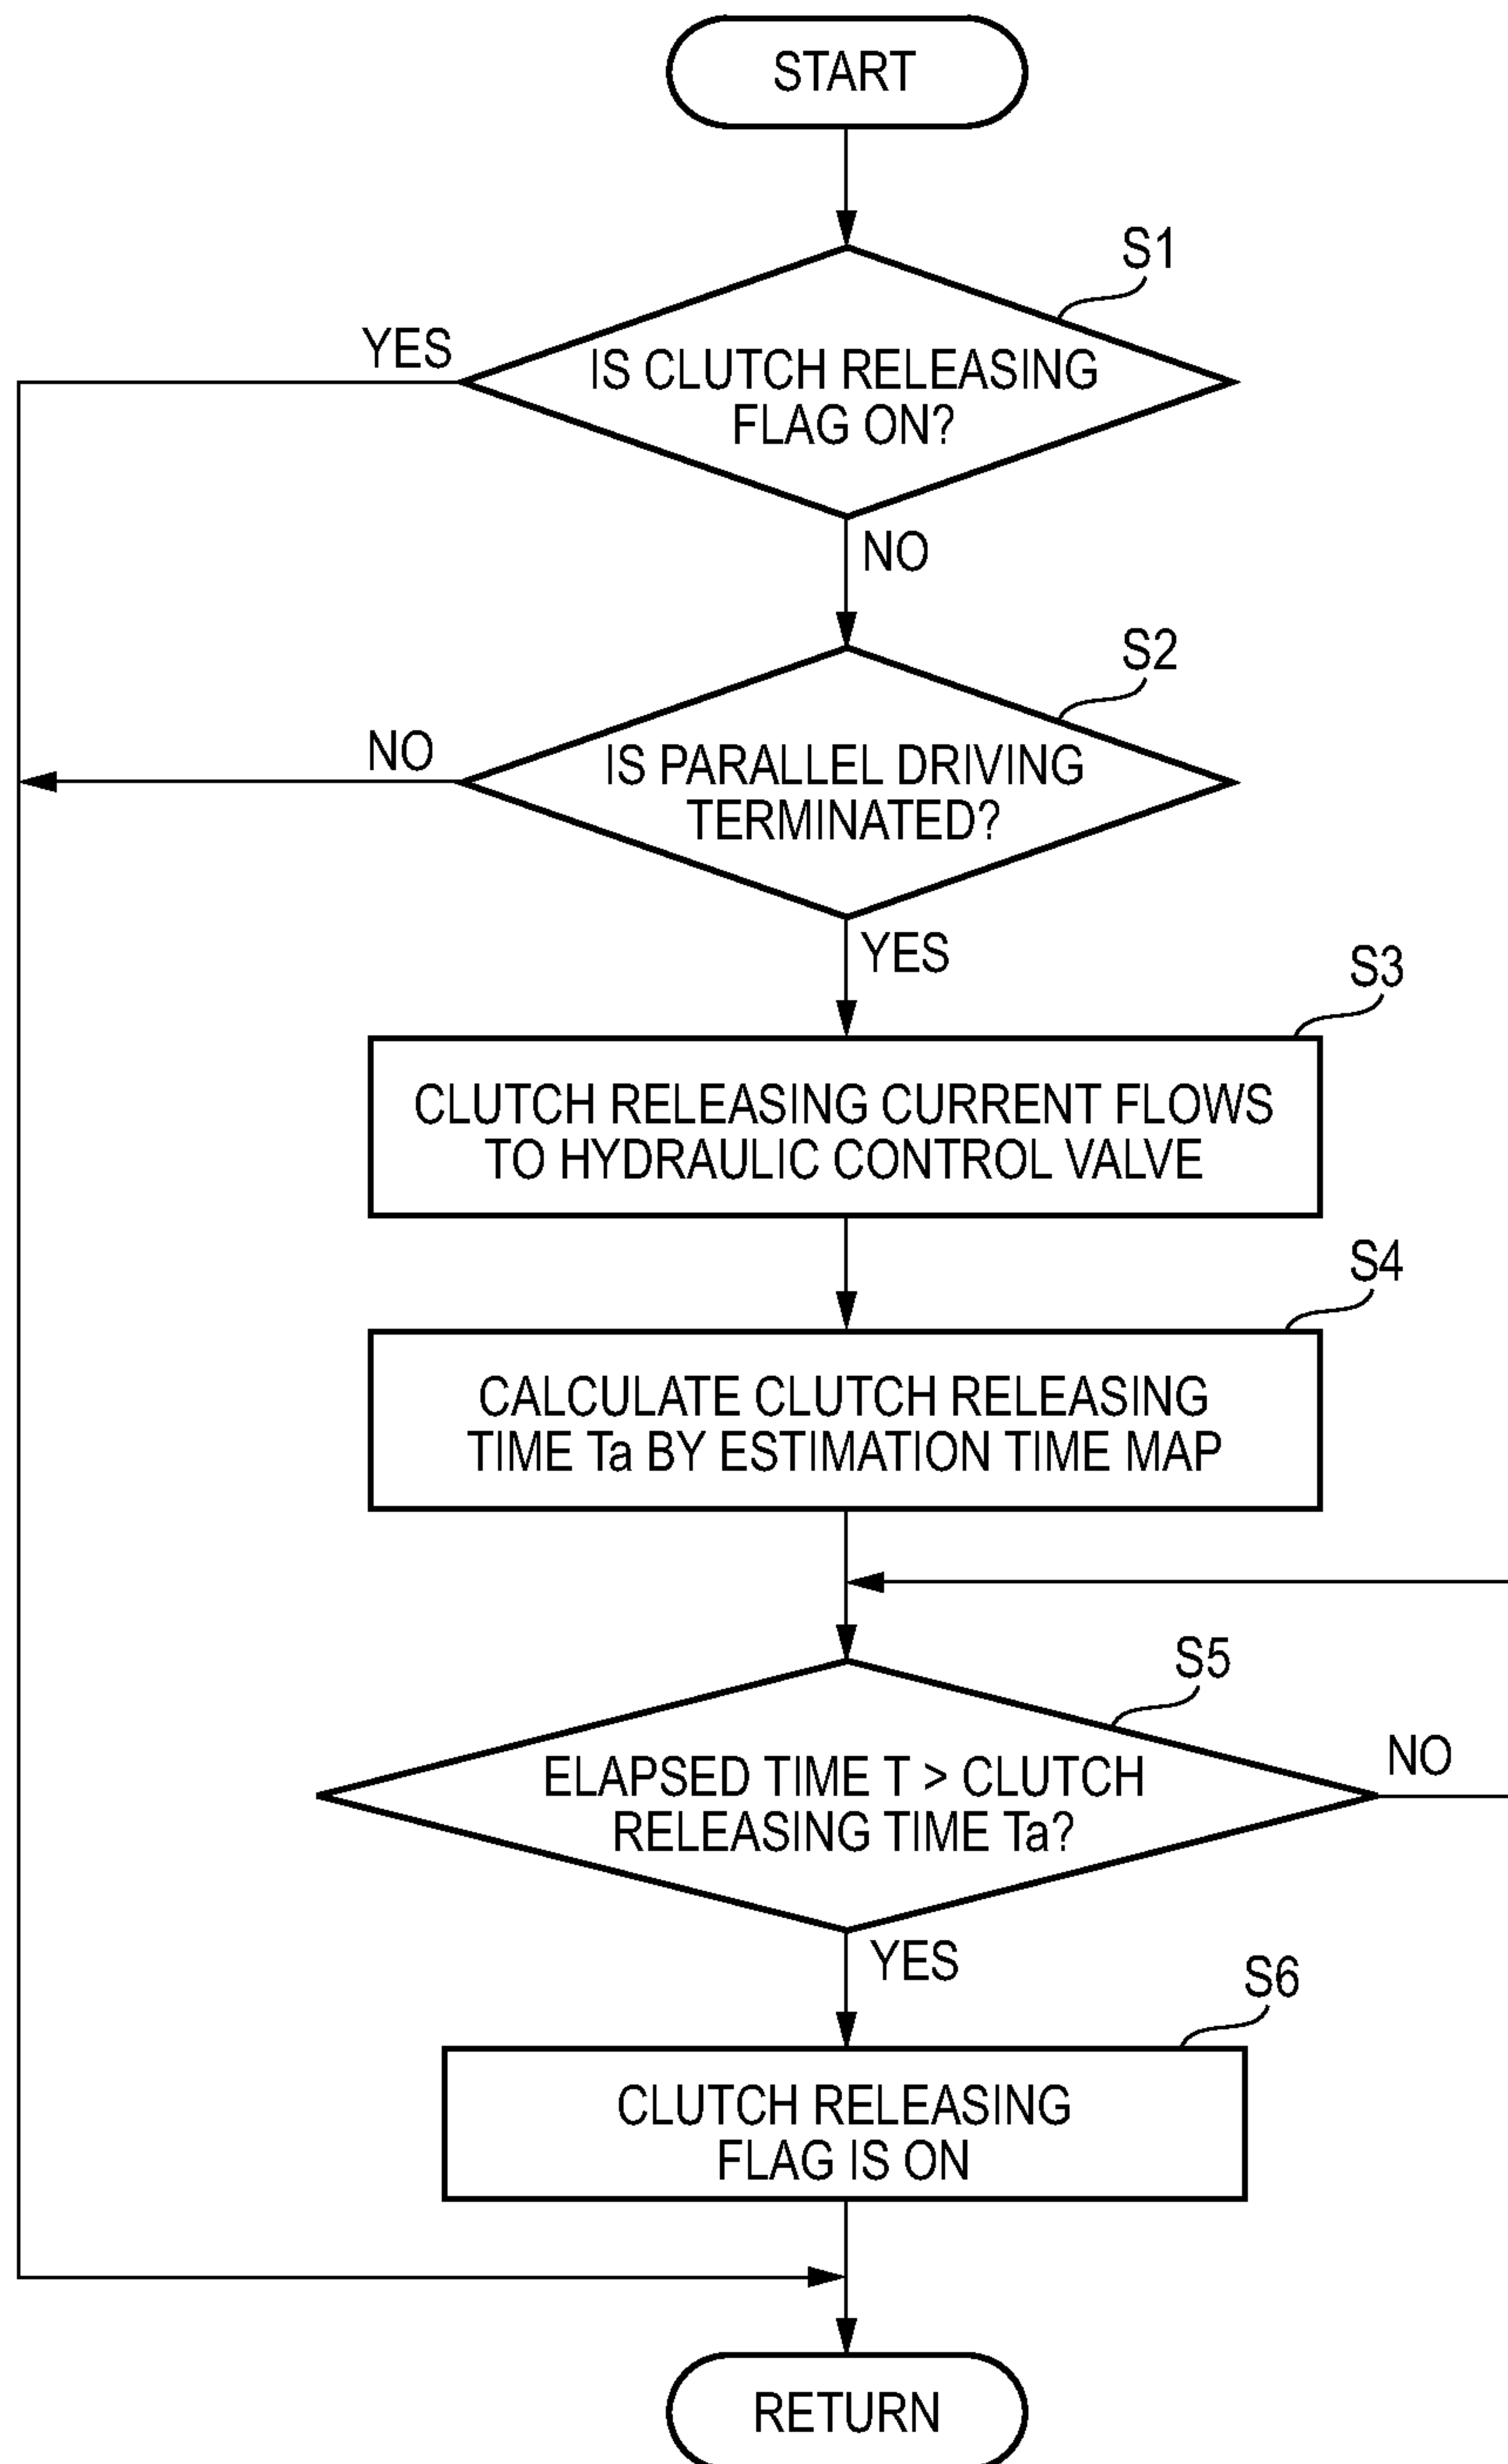 START
S1
YES
IS CLUTCH RELEASING
FLAG ON?
NO
S2
NO
IS PARALLEL DRIVING
TERMINATED?
YES
S3
CLUTCH RELEASING CURRENT FLOWS
TO HYDRAULIC CONTROL VALVE
S4
CALCULATE CLUTCH RELEASING
TIME Ta BY ESTIMATION TIME MAP
S5
NO
ELAPSED TIME T > CLUTCH
RELEASING TIME Ta?
YES
S6
CLUTCH RELEASING
FLAG IS ON
RETURN